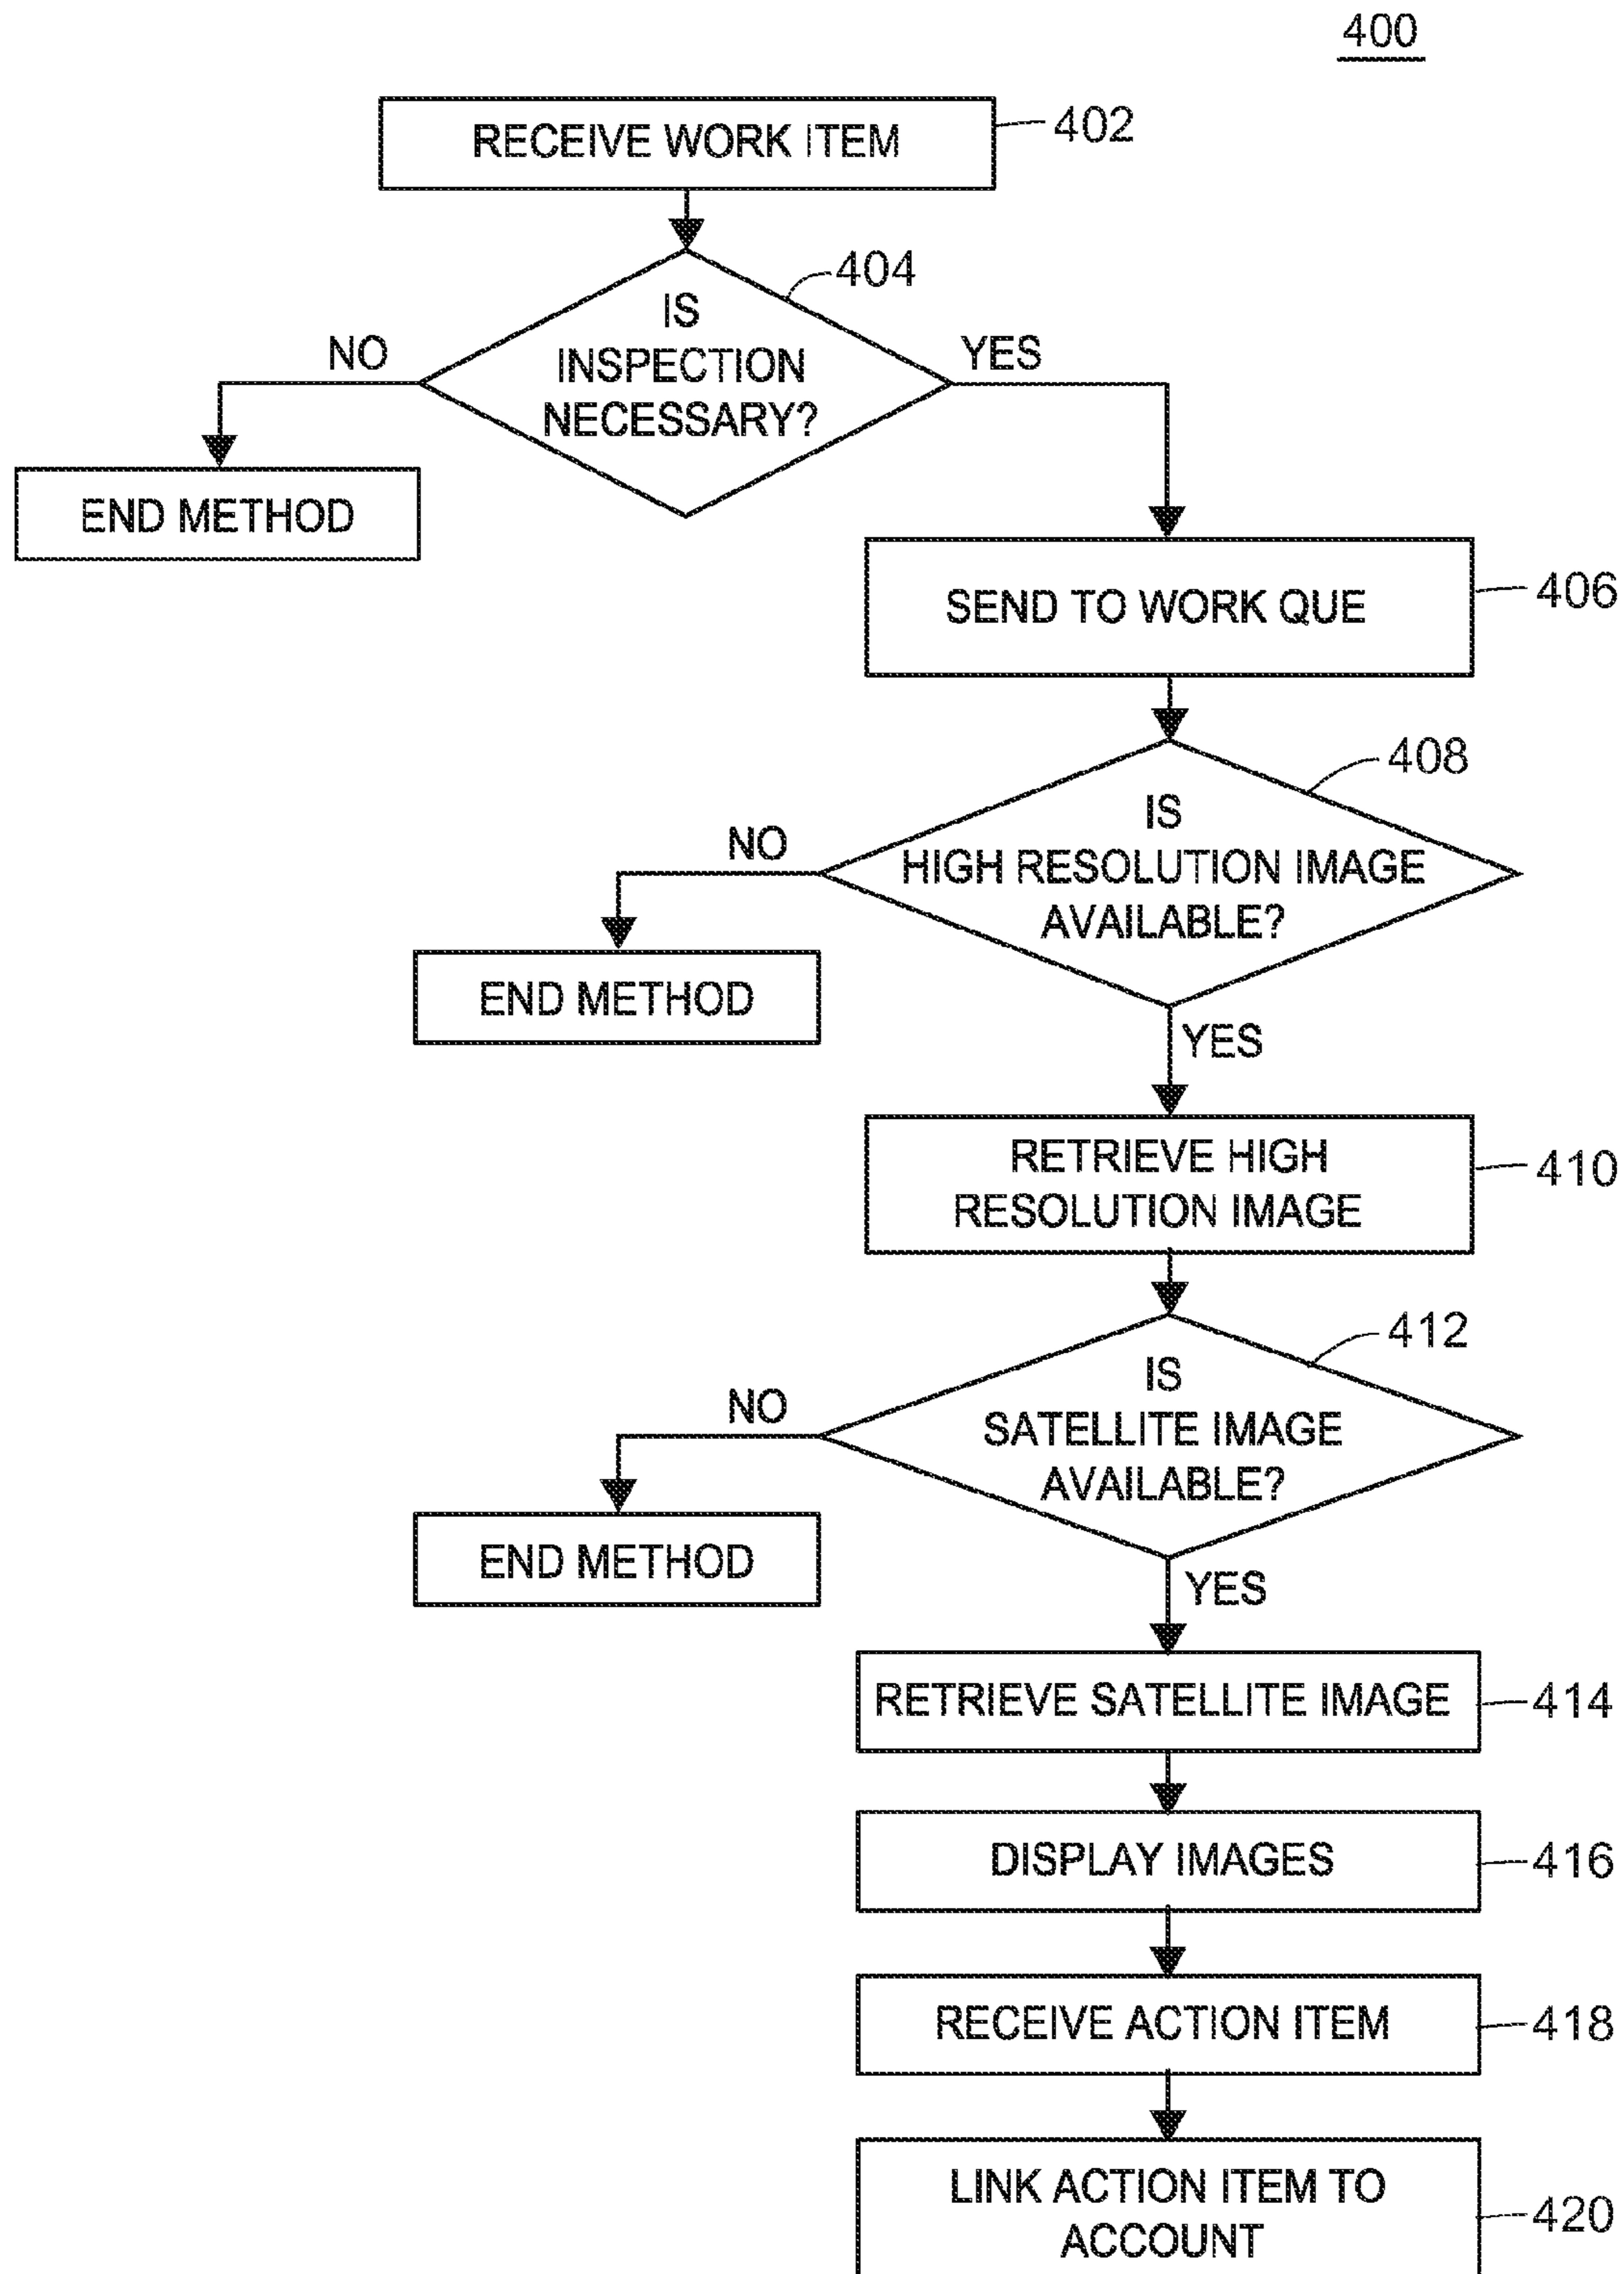 400
RECEIVE WORK ITEM
402
404
IS
INSPECTION
NECESSARY?
NO
YES
END METHOD
SEND TO WORK QUE
406
408
IS
HIGH RESOLUTION IMAGE
AVAILABLE?
NO
END METHOD
YES
RETRIEVE HIGH
RESOLUTION IMAGE
410
412
IS
SATELLITE IMAGE
AVAILABLE?
NO
END METHOD
YES
RETRIEVE SATELLITE IMAGE
414
DISPLAY IMAGES
416
RECEIVE ACTION ITEM
418
LINK ACTION ITEM TO
ACCOUNT
420